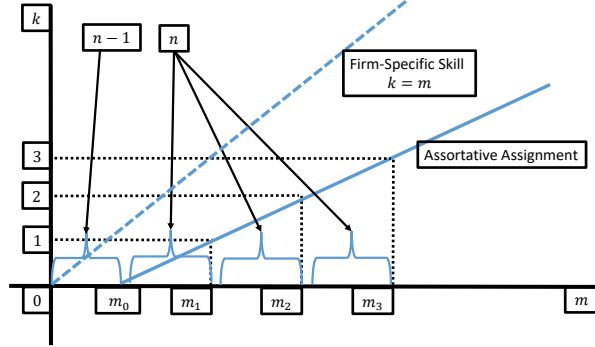 k
n − 1
n
Firm-Specific Skill
k = m
3
Assortative Assignment
2
1
0
m₀
m₁
m₂
m₃
m